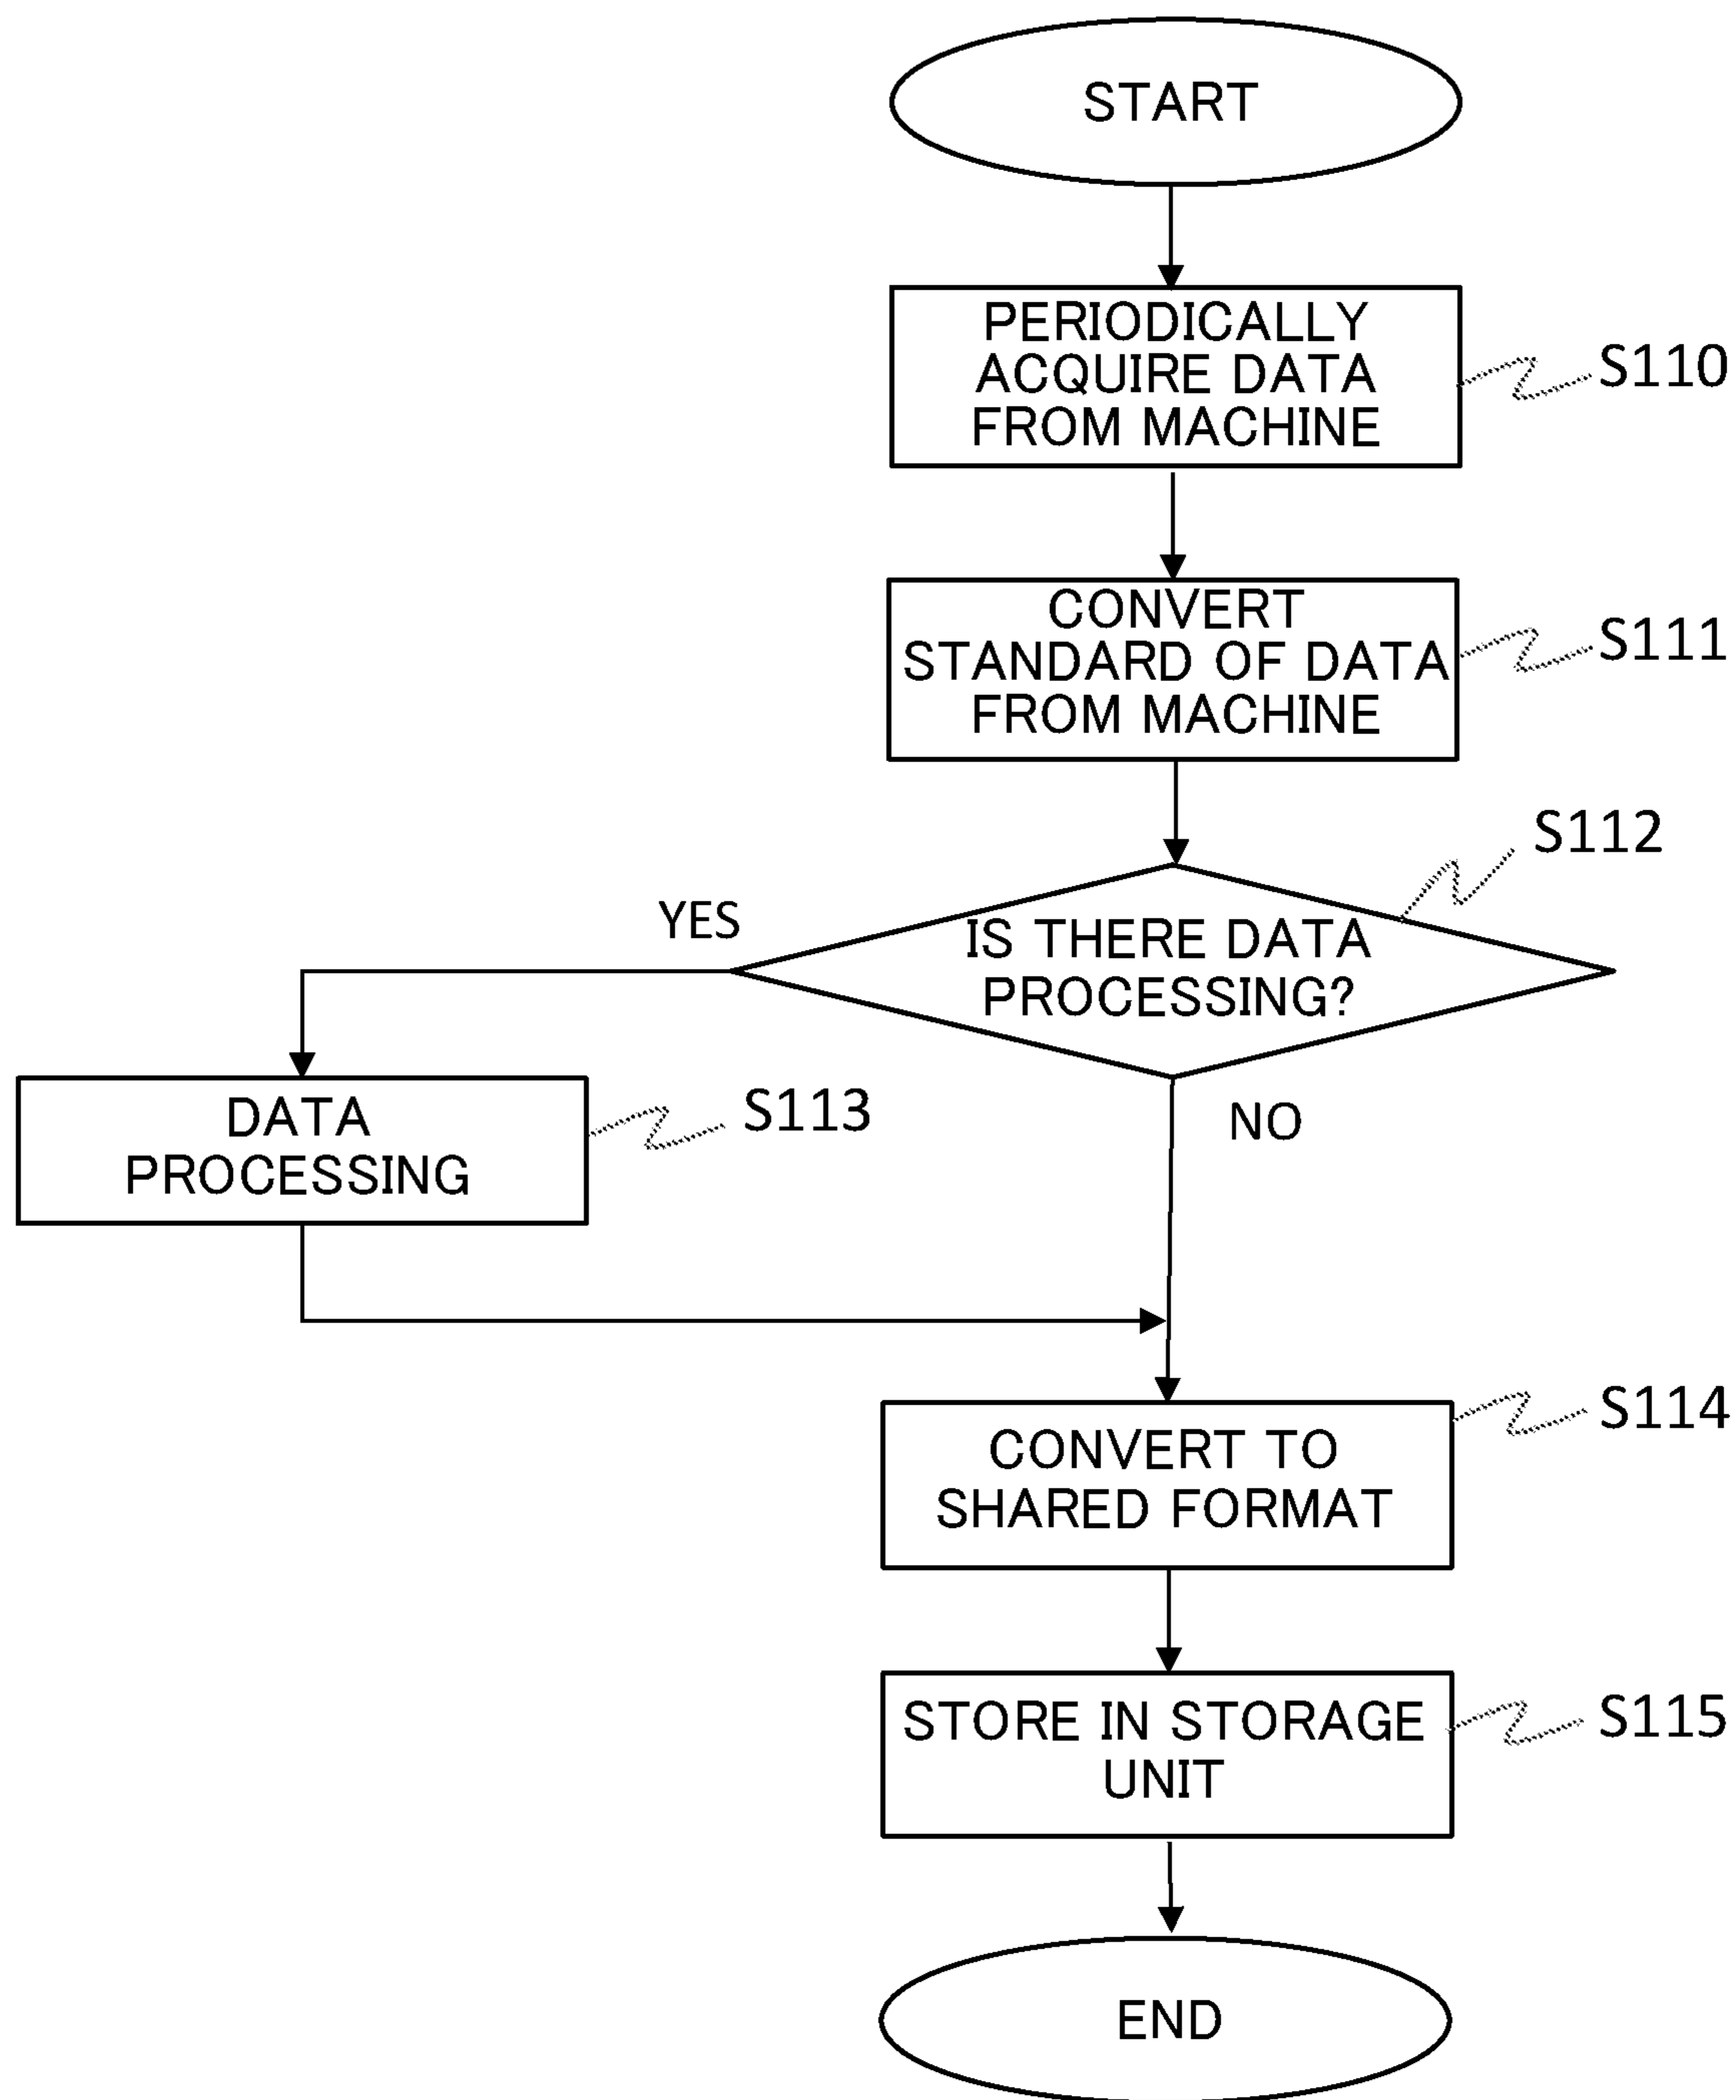 START
PERIODICALLY
ACQUIRE DATA
FROM MACHINE
S110
CONVERT
STANDARD OF DATA
FROM MACHINE
S111
S112
IS THERE DATA
PROCESSING?
YES
NO
DATA
PROCESSING
S113
CONVERT TO
SHARED FORMAT
S114
STORE IN STORAGE
UNIT
S115
END